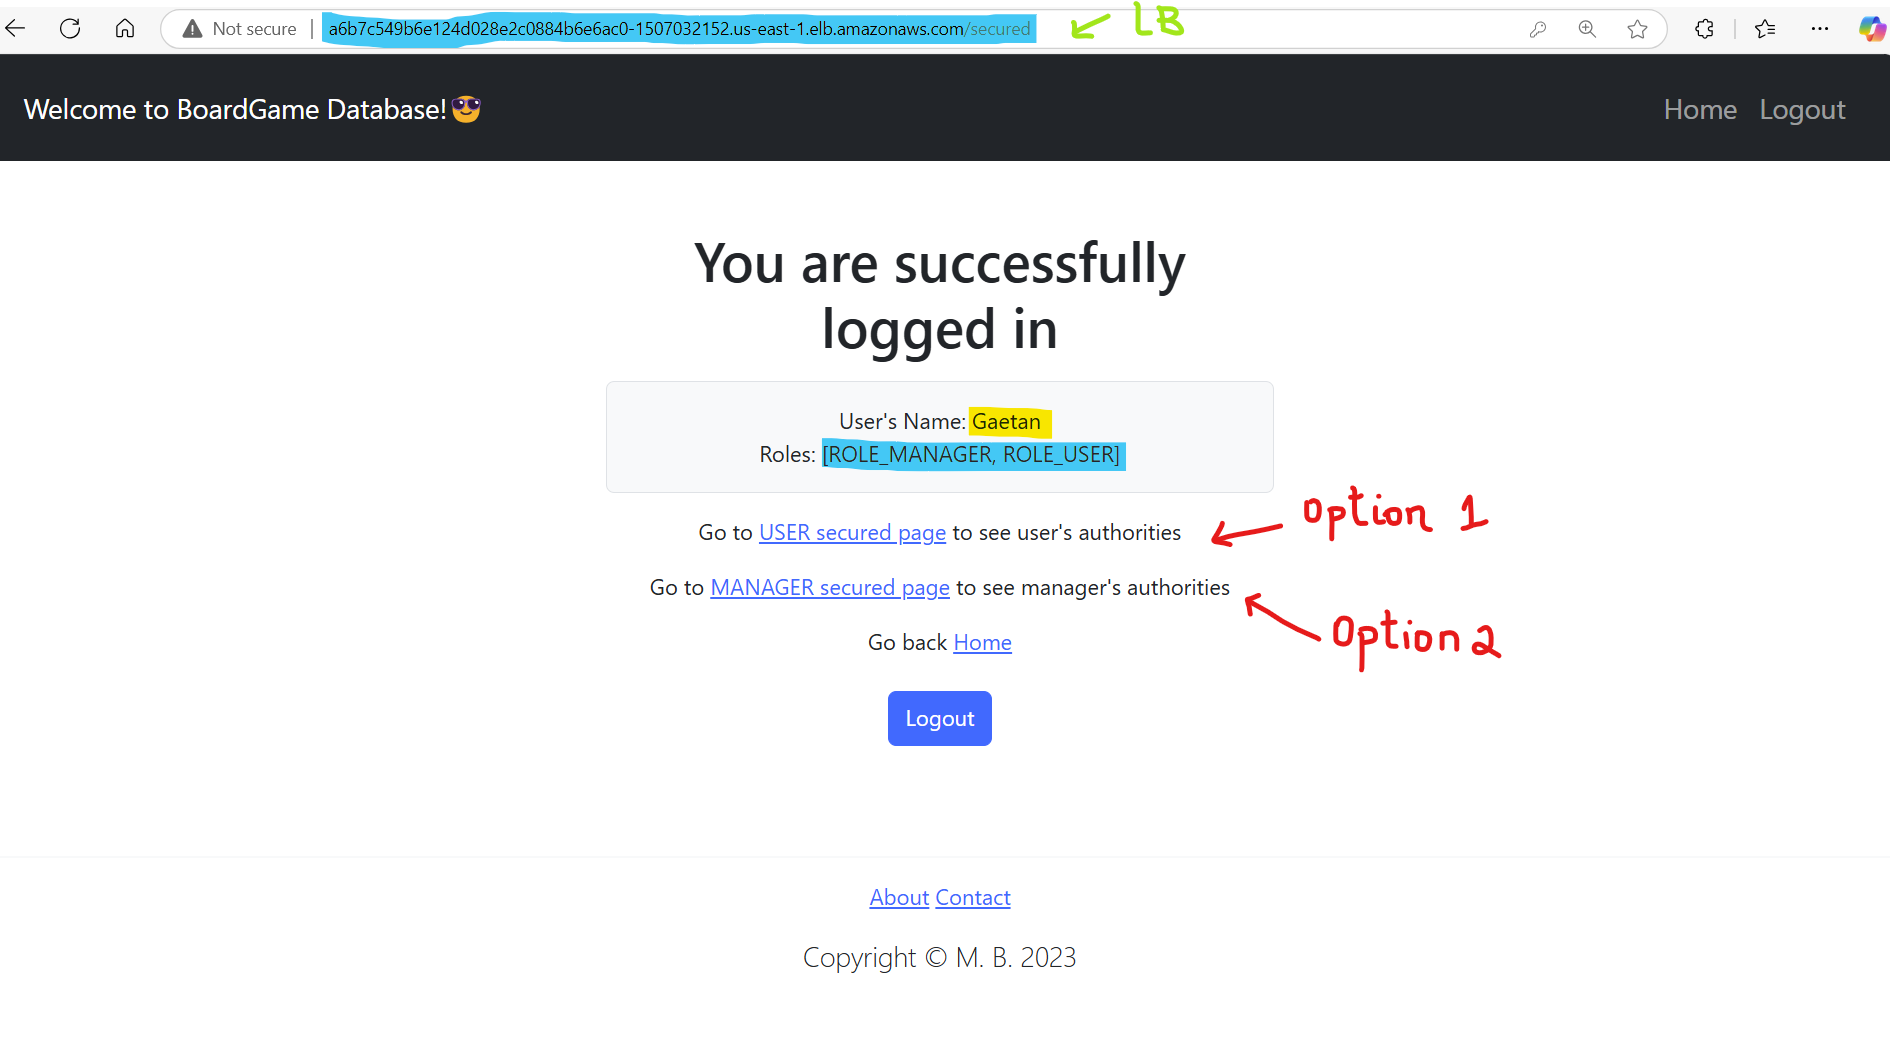 Not secure | a6b7c549b6e124d028e2c0884b6e6ac0-1507032152.us-east-1.elb.amazonaws.com/secured
LB
Welcome to BoardGame Database!😎
Home Logout
You are successfully
logged in
User's Name: Gaetan
Roles: [ROLE_MANAGER, ROLE_USER]
Option 1
Go to USER secured page to see user's authorities
Go to MANAGER secured page to see manager's authorities
Option 2
Go back Home
Logout
About Contact
Copyright © M. B. 2023